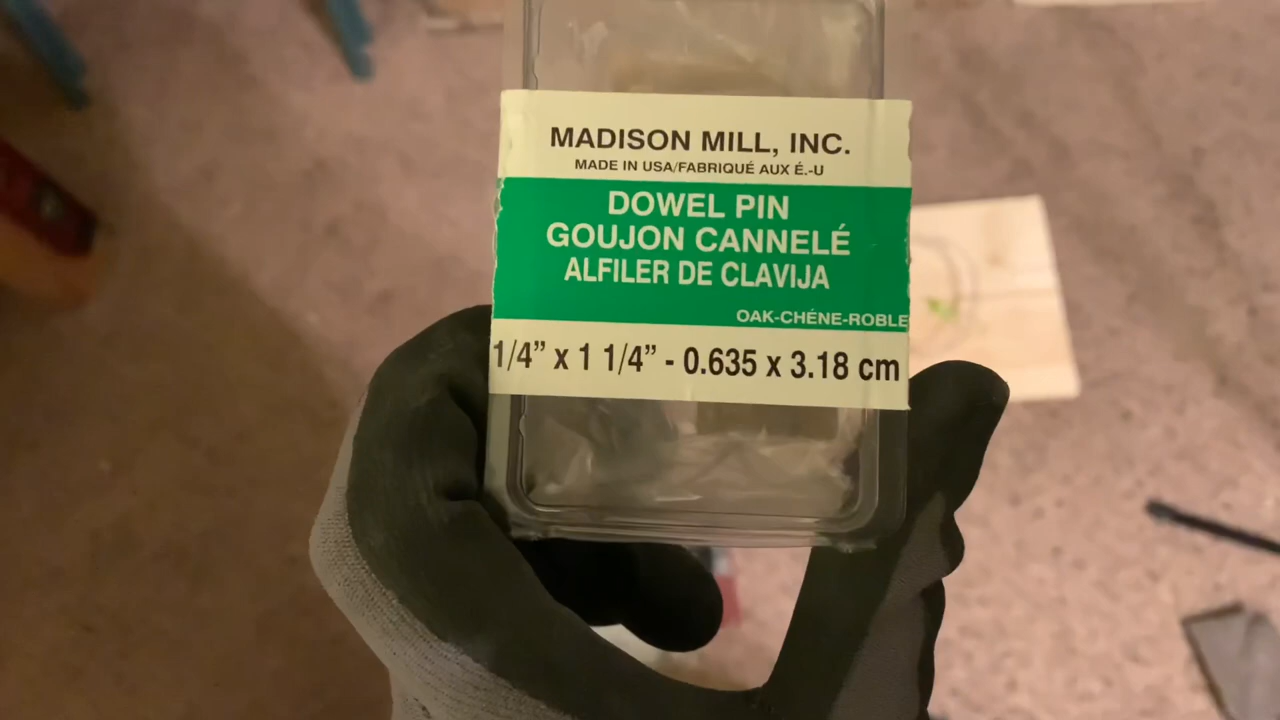 MADISON MILL, INC.
MADE IN USA/FABRIQUÉ AUX É.-U
DOWEL PIN
GOUJON CANNELÉ
ALFILER DE CLAVIJA
OAK-CHÉNE-ROBLE
1/4” x 1 1/4” - 0.635 x 3.18 cm